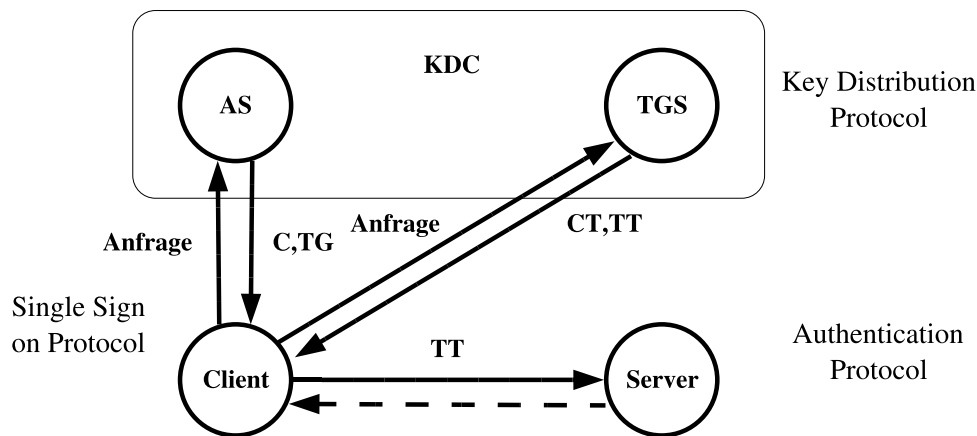 KDC
AS
TGS
Key Distribution
Protocol
Anfrage
C,TG
Anfrage
CT,TT
Single Sign
on Protocol
TT
Authentication
Protocol
Client
Server